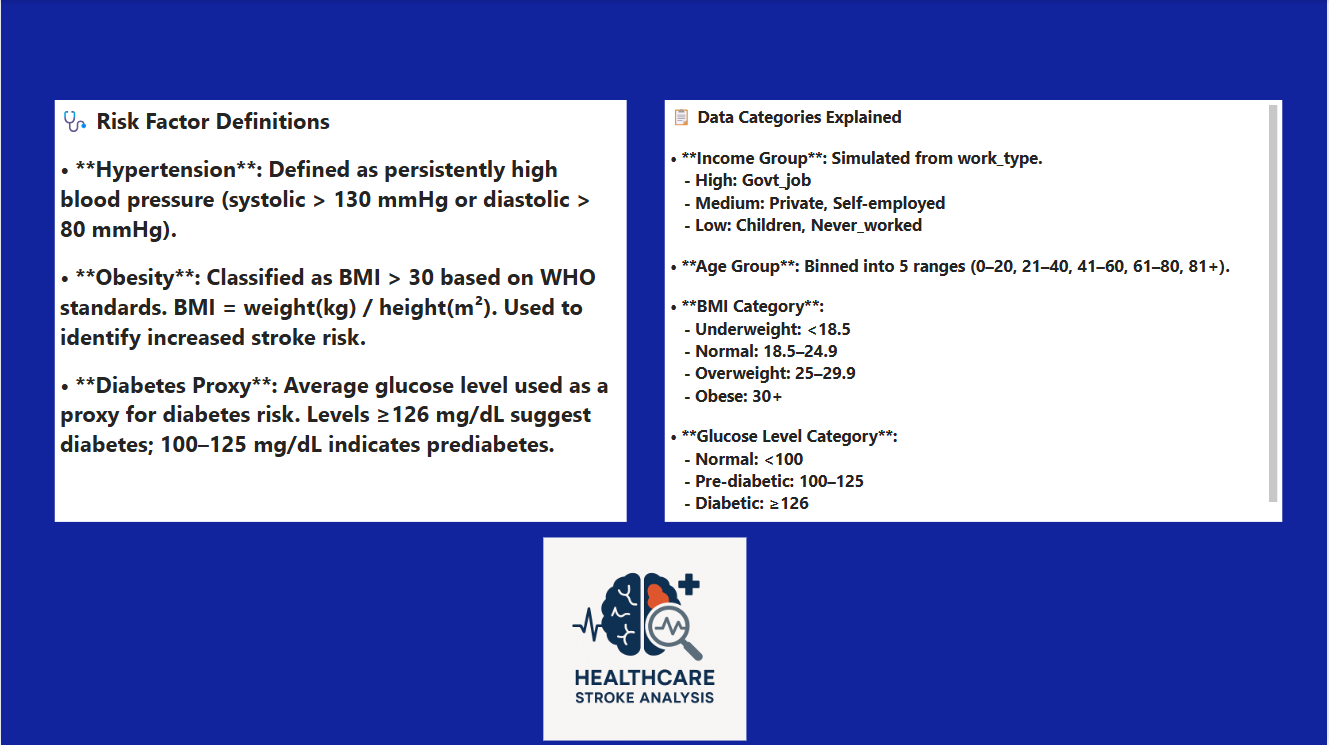 Risk Factor Definitions
• **Hypertension**: Defined as persistently high
blood pressure (systolic > 130 mmHg or diastolic >
80 mmHg).
• **Obesity**: Classified as BMI > 30 based on WHO
standards. BMI = weight(kg) / height(m²). Used to
identify increased stroke risk.
• **Diabetes Proxy**: Average glucose level used as a
proxy for diabetes risk. Levels ≥126 mg/dL suggest
diabetes; 100–125 mg/dL indicates prediabetes.
Data Categories Explained
• **Income Group**: Simulated from work_type.
- High: Govt_job
- Medium: Private, Self-employed
- Low: Children, Never_worked
• **Age Group**: Binned into 5 ranges (0–20, 21–40, 41–60, 61–80, 81+).
• **BMI Category**:
- Underweight: <18.5
- Normal: 18.5–24.9
- Overweight: 25–29.9
- Obese: 30+
• **Glucose Level Category**:
- Normal: <100
- Pre-diabetic: 100–125
- Diabetic: ≥126
HEALTHCARE
STROKE ANALYSIS